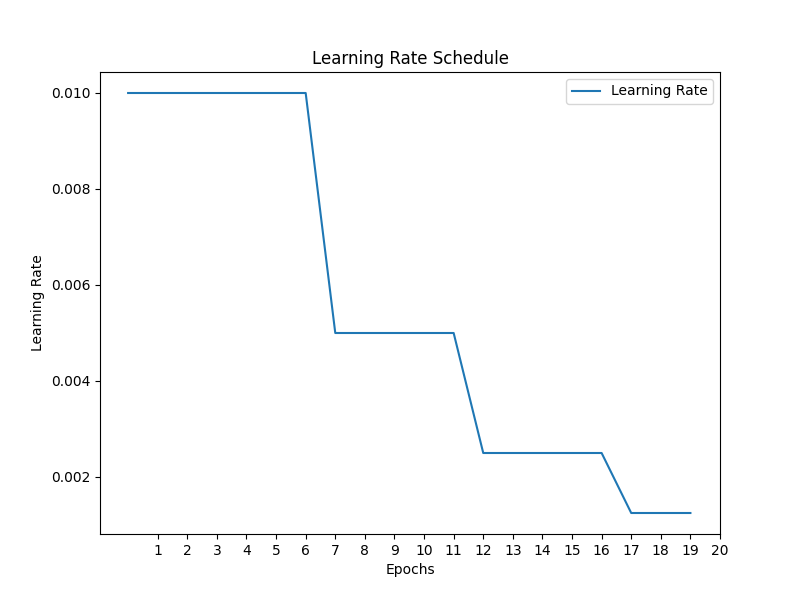 Learning Rate Schedule
Learning Rate
0.010
0.008
0.006
0.004
0.002
Learning Rate
1 2 3 4 5 6 7 8 9 10 11 12 13 14 15 16 17 18 19 20
Epochs